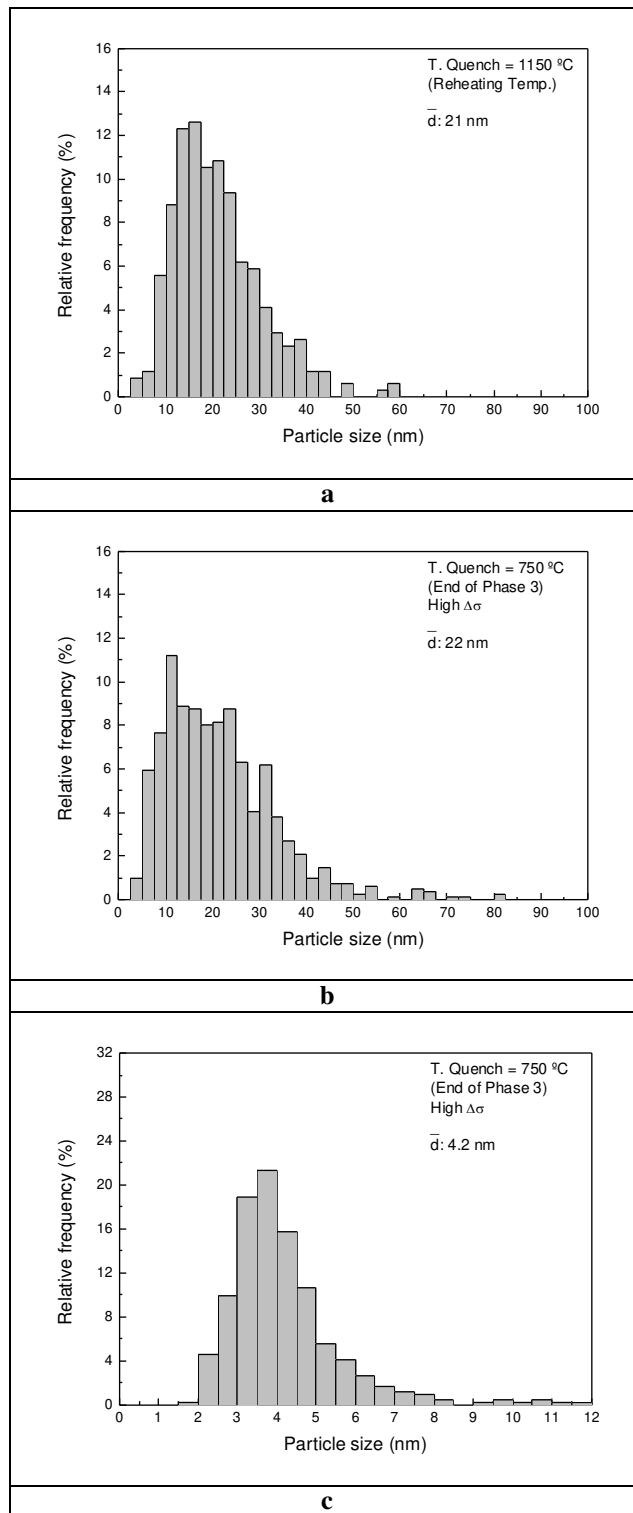 16
14
12
10
8
6
4
2
0
Relative frequency (%)
T. Quench = 1150 ºC
(Reheating Temp.)
d̅: 21 nm
0 10 20 30 40 50 60 70 80 90 100
Particle size (nm)
a
16
14
12
10
8
6
4
2
0
Relative frequency (%)
T. Quench = 750 ºC
(End of Phase 3)
High Δσ
d̅: 22 nm
0 10 20 30 40 50 60 70 80 90 100
Particle size (nm)
b
32
28
24
20
16
12
8
4
0
Relative frequency (%)
T. Quench = 750 ºC
(End of Phase 3)
High Δσ
d̅: 4.2 nm
0 1 2 3 4 5 6 7 8 9 10 11 12
Particle size (nm)
c